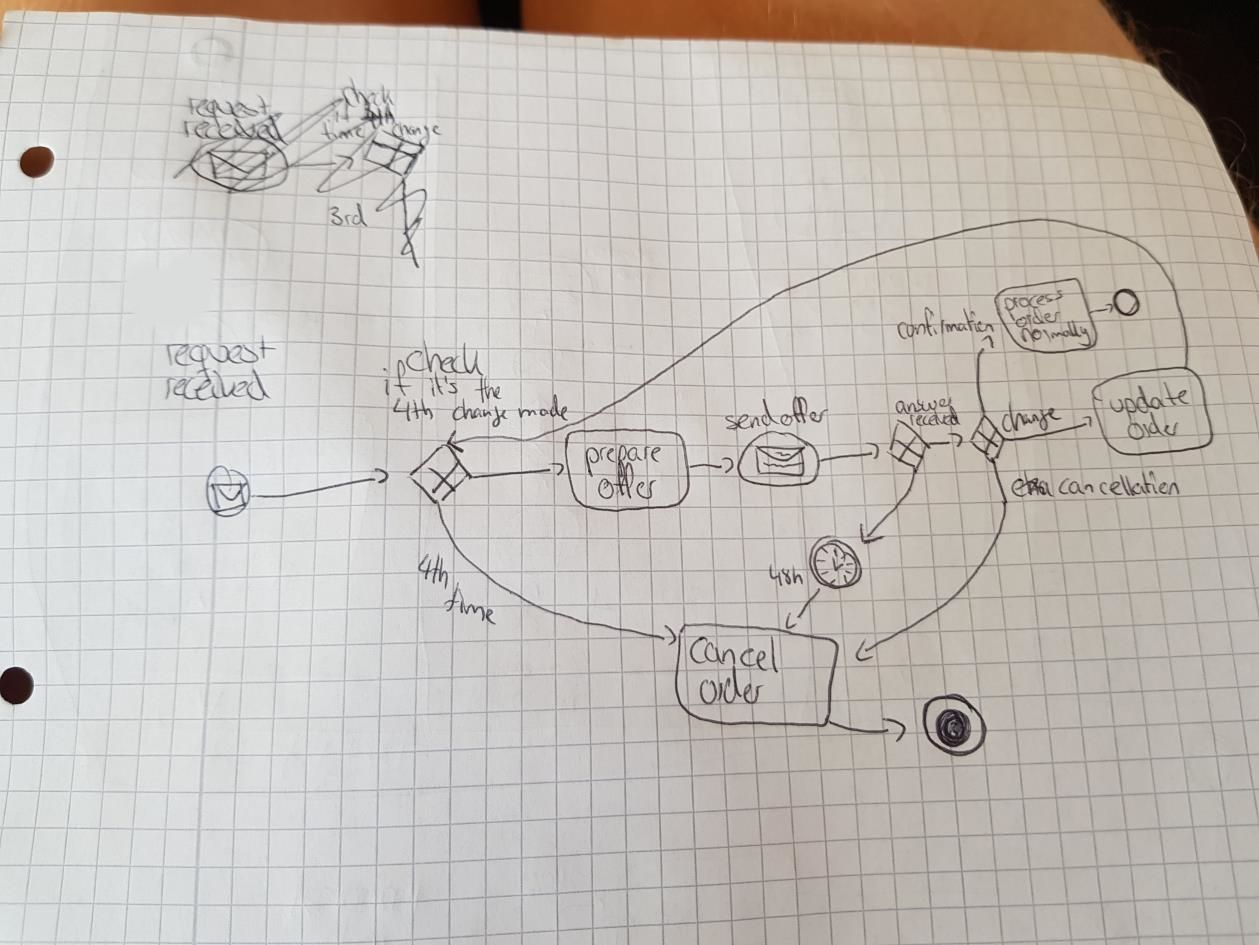 request
received
check
if
4th
time
change
3rd
request
received
check
if it's the
4th change made
prepare
offer
send offer
answer
received
confirmation
process
order
normally
change
update
order
cancellation
48h
4th
time
cancel
order